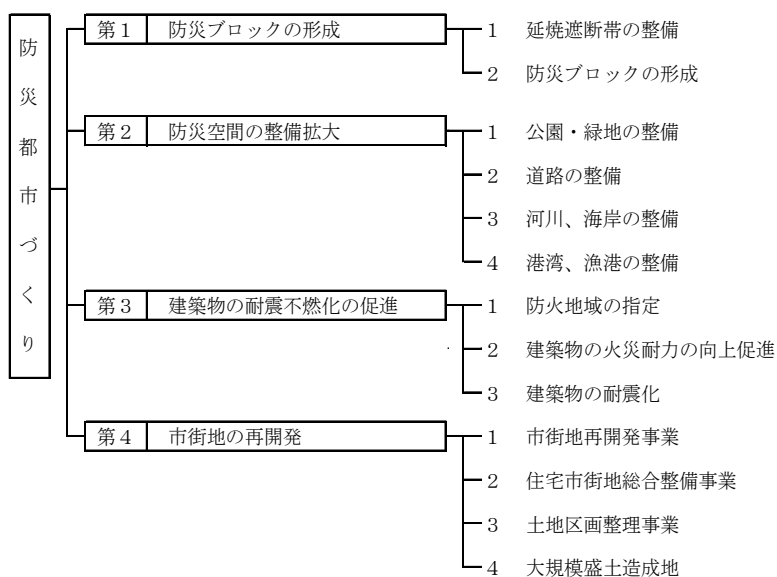 防災都市づくり
第１ 防災ブロックの形成
１ 延焼遮断帯の整備
２ 防災ブロックの形成
第２ 防災空間の整備拡大
１ 公園・緑地の整備
２ 道路の整備
３ 河川、海岸の整備
４ 港湾、漁港の整備
第３ 建築物の耐震不燃化の促進
１ 防火地域の指定
２ 建築物の火災耐力の向上促進
３ 建築物の耐震化
第４ 市街地の再開発
１ 市街地再開発事業
２ 住宅市街地総合整備事業
３ 土地区画整理事業
４ 大規模盛土造成地